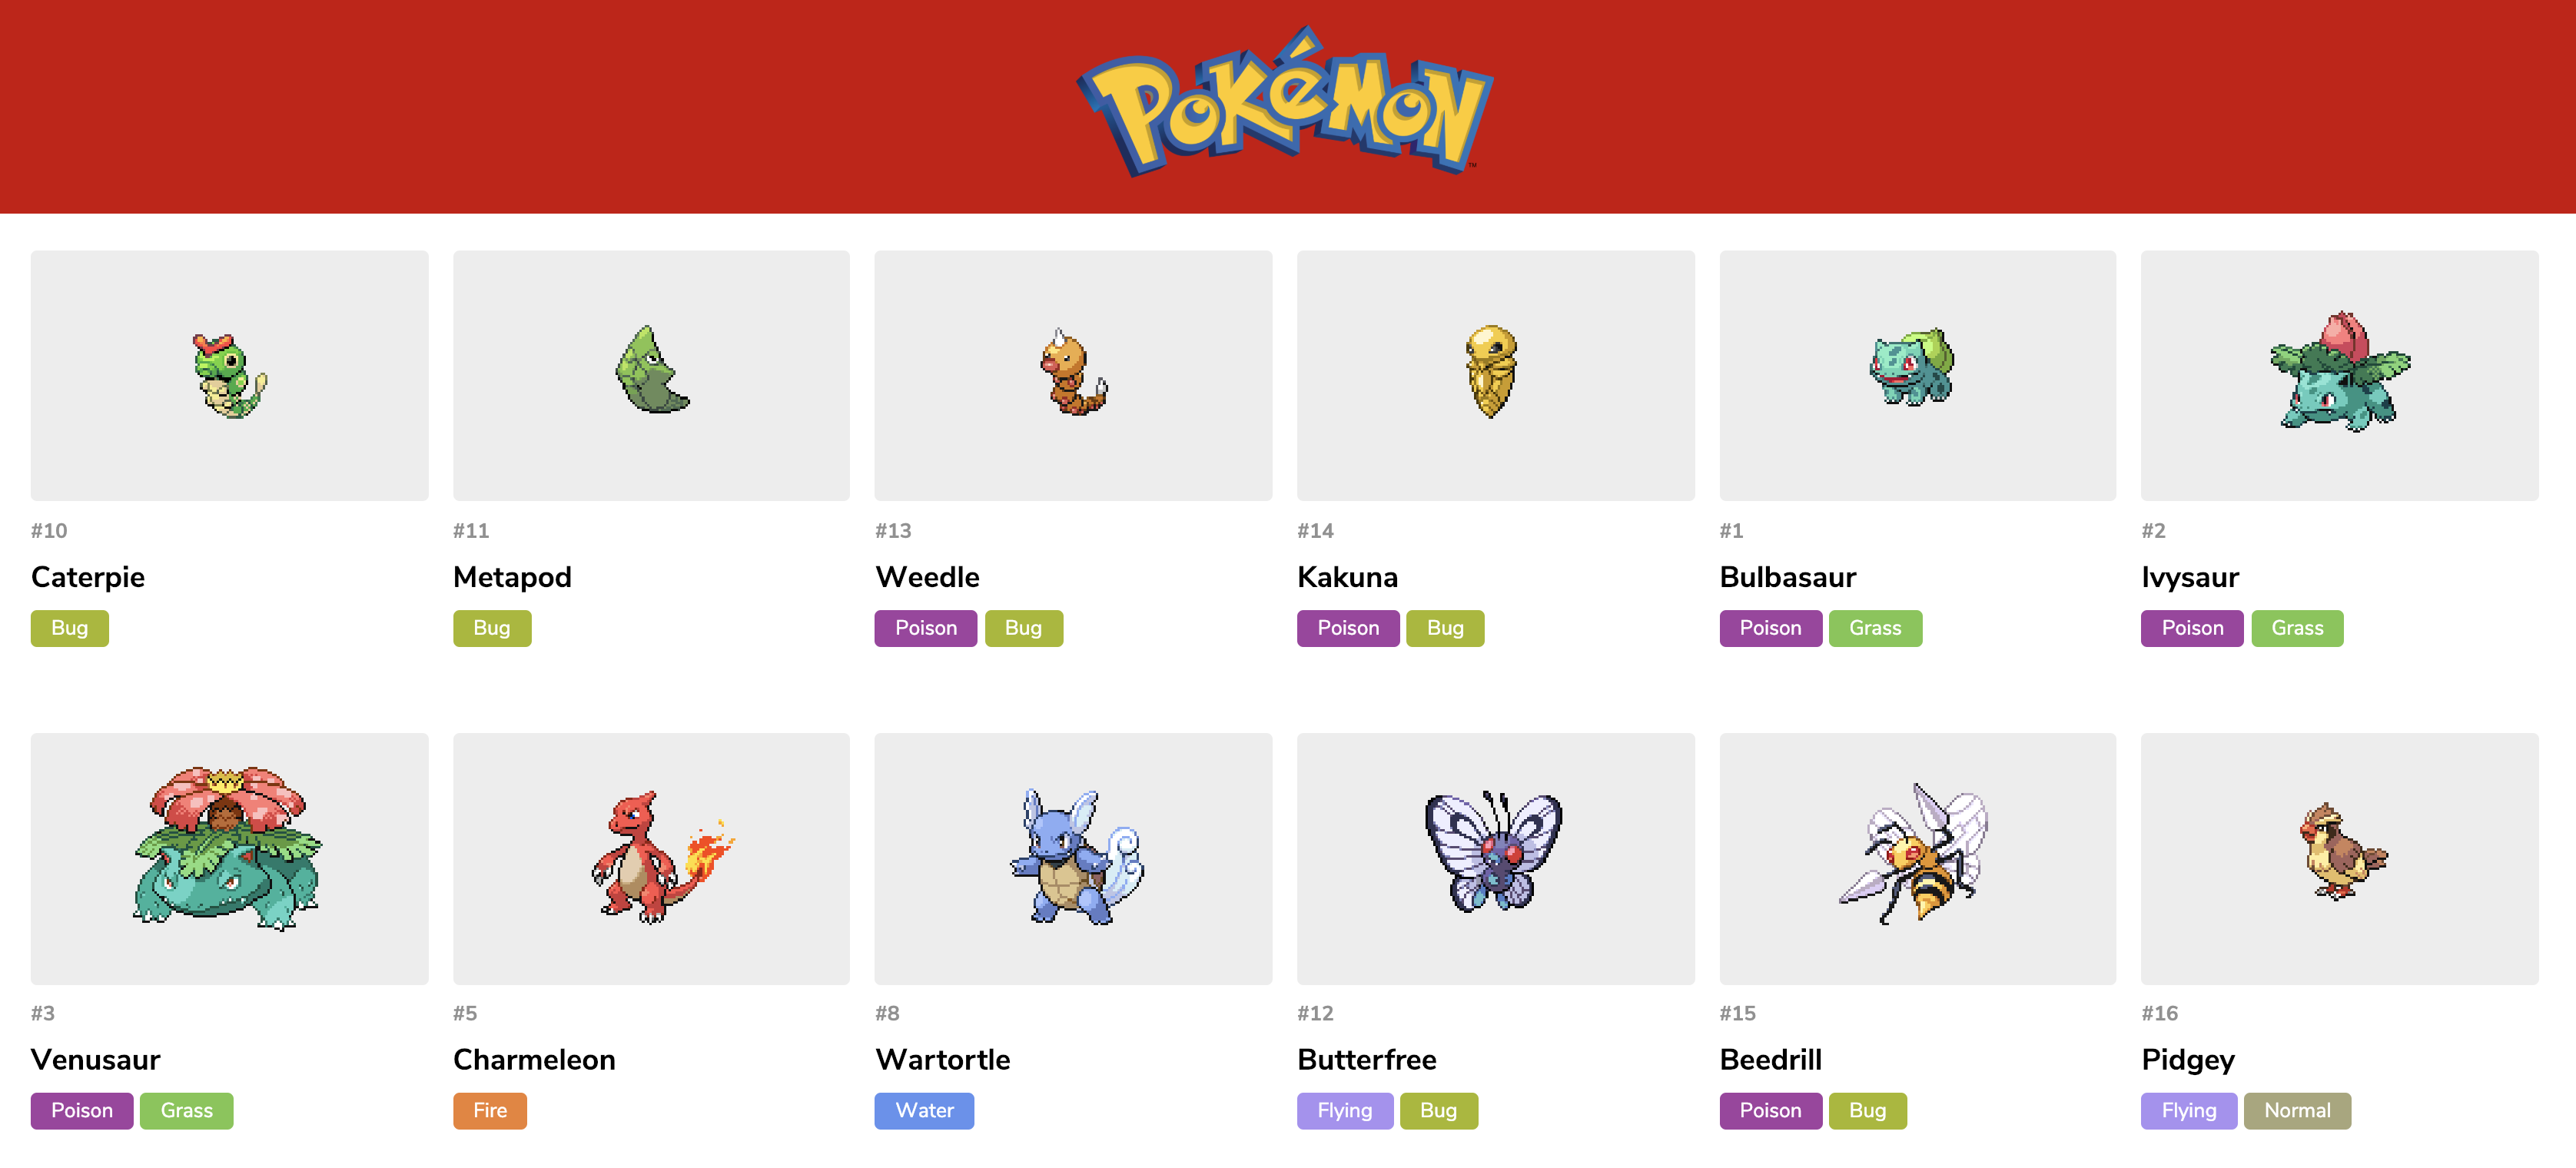 Pokémon
TM
#10
Caterpie
Bug
#11
Metapod
Bug
#13
Weedle
Poison Bug
#14
Kakuna
Poison Bug
#1
Bulbasaur
Poison Grass
#2
Ivysaur
Poison Grass
#3
Venusaur
Poison Grass
#5
Charmeleon
Fire
#8
Wartortle
Water
#12
Butterfree
Flying Bug
#15
Beedrill
Poison Bug
#16
Pidgey
Flying Normal